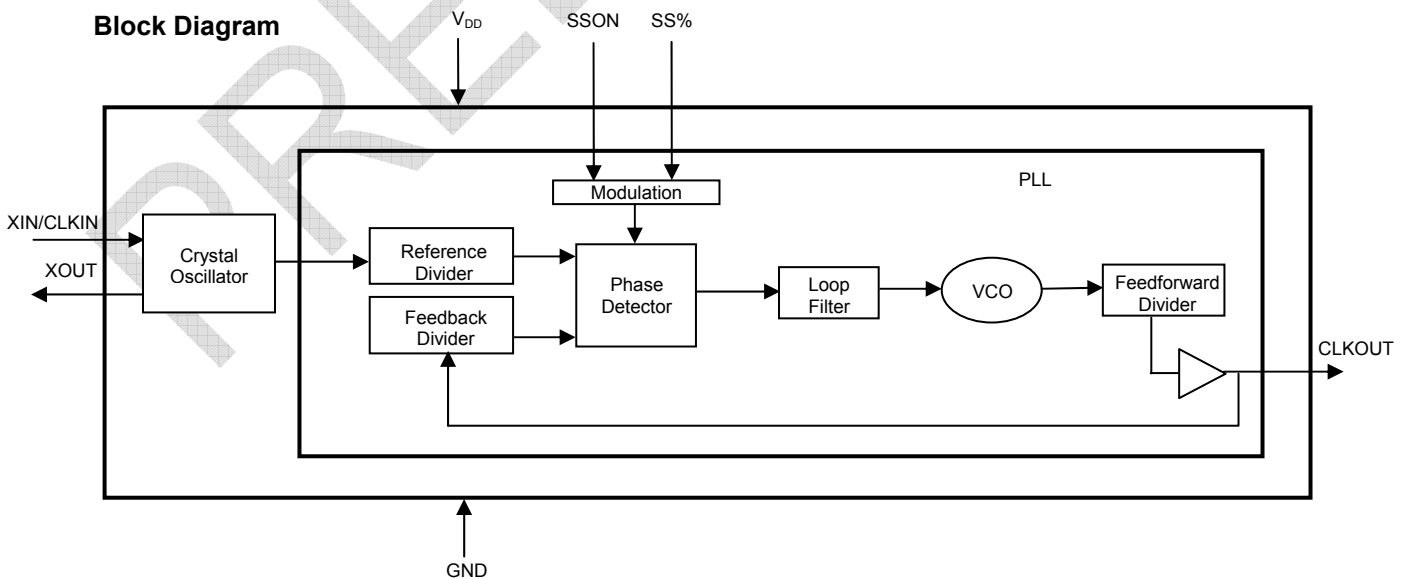 Block Diagram
V_DD
SSON
SS%
Modulation
PLL
XIN/CLKIN
XOUT
Crystal
Oscillator
Reference
Divider
Feedback
Divider
Phase
Detector
Loop
Filter
VCO
Feedforward
Divider
CLKOUT
GND